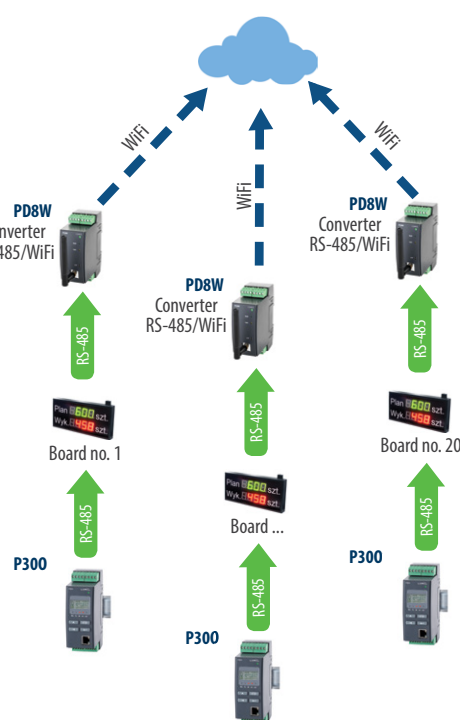 WiFi
WiFi
WiFi
PD8W
nverter
-485/WiFi
PD8W
Converter
RS-485/WiFi
PD8W
Converter
RS-485/WiFi
RS-485
RS-485
RS-485
Plan 600 szt.
Wyk. 458 szt.
Board no. 1
Plan 600 szt.
Wyk. 458 szt.
Board ...
Plan 600 szt.
Wyk. 458 szt.
Board no. 20
RS-485
RS-485
RS-485
P300
P300
P300